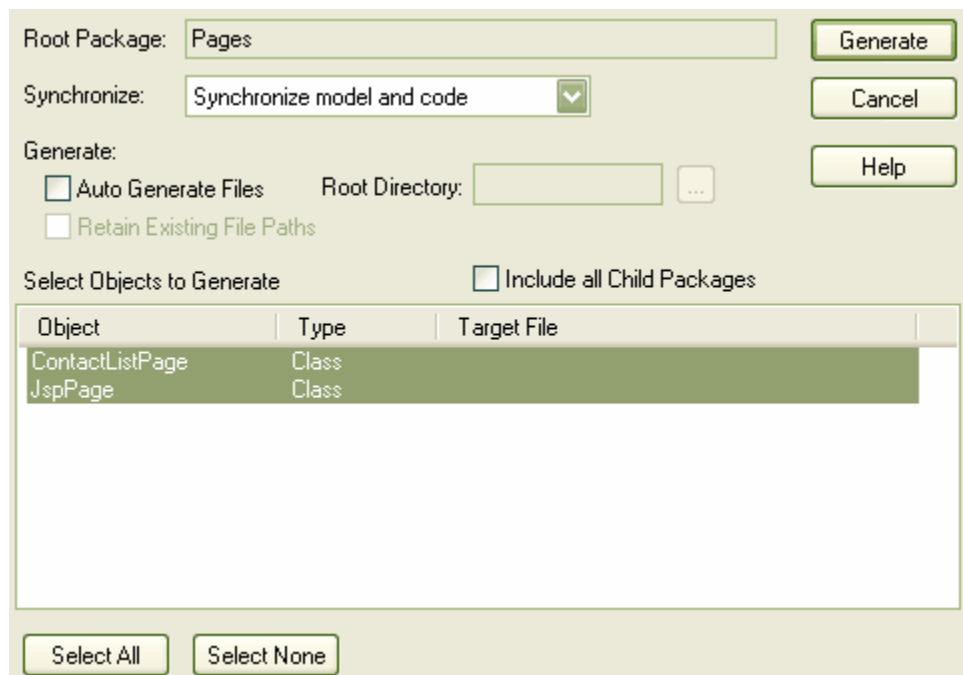 Root Package: Pages Generate
Synchronize: Synchronize model and code Cancel
Generate: Help
Auto Generate Files Root Directory: ...
Retain Existing File Paths
Select Objects to Generate Include all Child Packages
Object Type Target File
ContactListPage Class
JspPage Class
Select All Select None